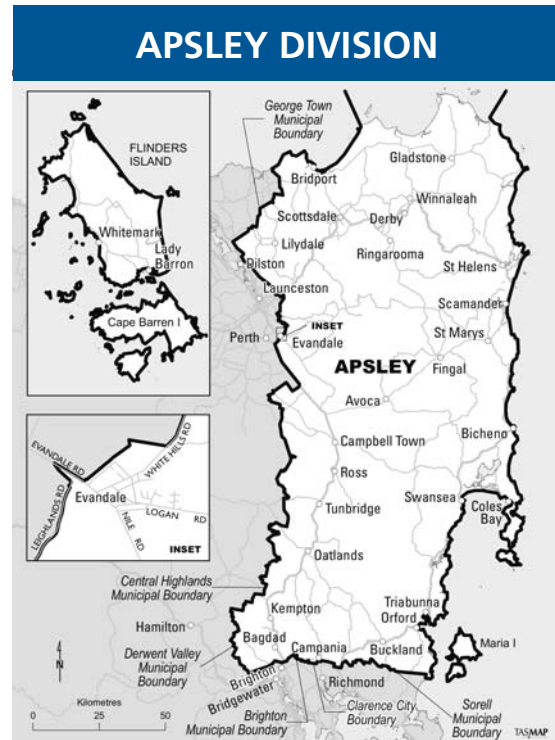 APSLEY DIVISION
FLINDERS
ISLAND
Whitemark
Lady
Barron
Cape Barren I
George Town
Municipal
Boundary
Gladstone
Bridport
Winnaleah
Scottsdale
Derby
Lilydale
Ringarooma
Dilston
St Helens
Launceston
Scamander
INSET
Perth
Evandale
St Marys
APSLEY
Fingal
Avoca
Bicheno
Campbell Town
Ross
Swansea
Coles
Bay
Tunbridge
Oatlands
EVANDALE RD
WHITE HILLS RD
LEIGHLANDS RD
Evandale
LOGAN RD
NILE RD
INSET
Central Highlands
Municipal Boundary
Kempton
Triabunna
Orford
Hamilton
Bagdad
Campania
Buckland
Maria I
Derwent Valley
Municipal
Boundary
Brighton
Bridgewater
Richmond
N
Brighton
Municipal Boundary
Clarence City
Boundary
Sorell
Municipal
Boundary
Kilometres
0 25 50
TASMAP